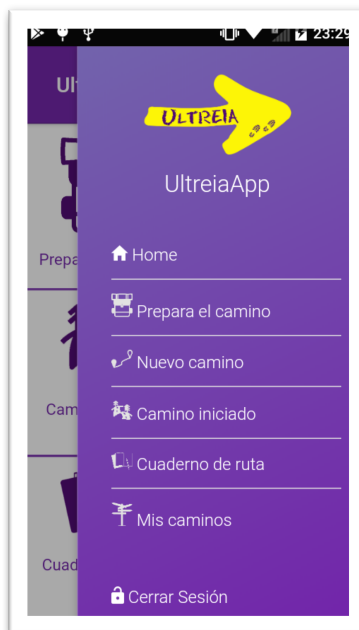 23:29
Ult
ULTREIA
UltreiaApp
Home
Prepa
Prepara el camino
Nuevo camino
Cam
Camino iniciado
Cuaderno de ruta
Mis caminos
Cuad
Cerrar Sesión